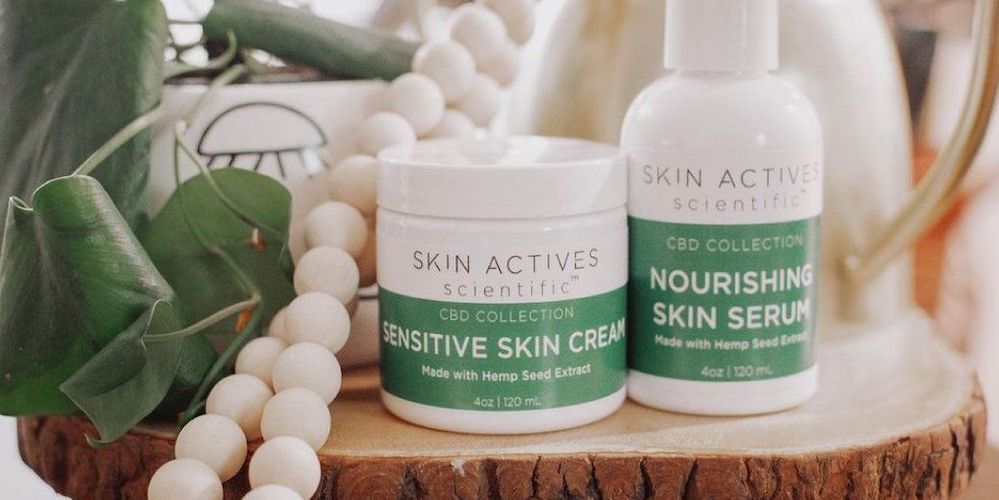 SKIN ACTIVES
scientific™
CBD COLLECTION
SENSITIVE SKIN CREAM
Made with Hemp Seed Extract
4oz | 120 mL
SKIN ACTIVES
scientific™
CBD COLLECTION
NOURISHING
SKIN SERUM
Made with Hemp Seed Extract
4oz | 120 mL